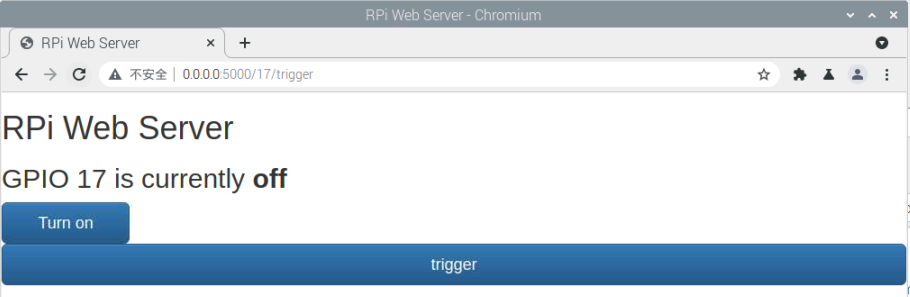 RPi Web Server - Chromium
RPi Web Server
不安全 0.0.0.0:5000/17/trigger
RPi Web Server
GPIO 17 is currently off
Turn on
trigger